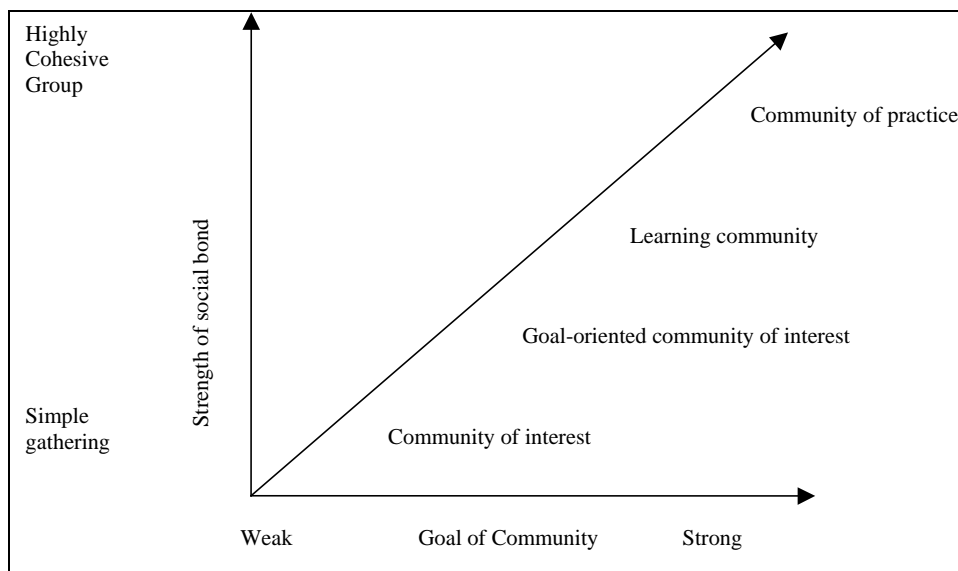 Highly
Cohesive
Group
Community of practice
Strength of social bond
Learning community
Goal-oriented community of interest
Simple
gathering
Community of interest
Weak
Goal of Community
Strong